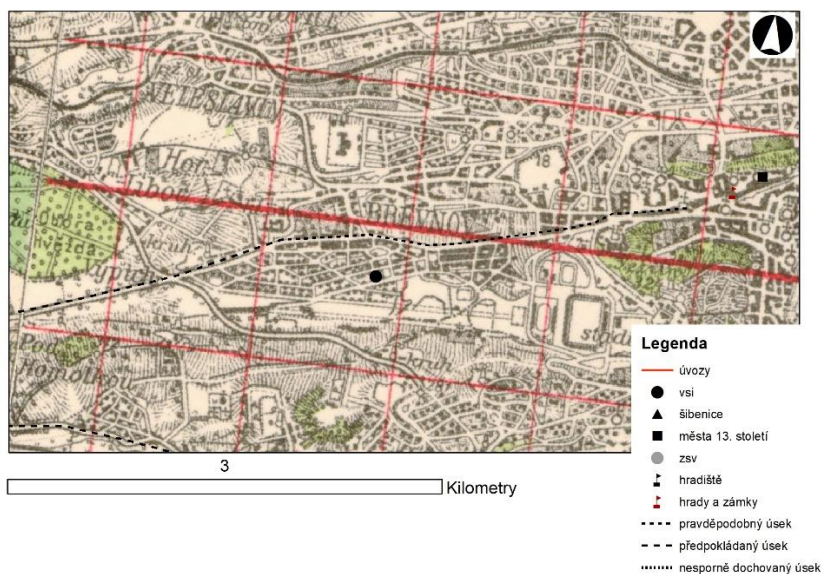 VELESLAVÍN
BŘEVNOV
18
Legenda
úvozy
vsi
šibenice
města 13. století
zsv
hradiště
hrady a zámky
pravděpodobný úsek
předpokládaný úsek
nesporně dochovaný úsek
3
Kilometry